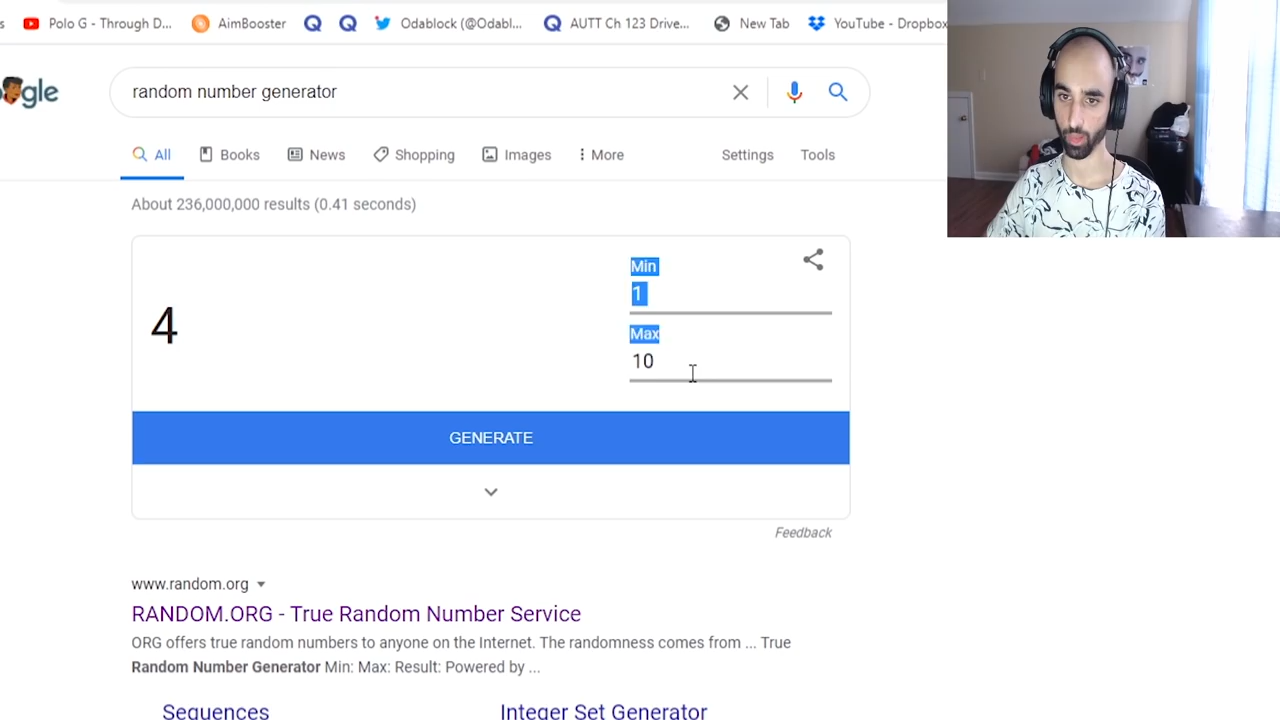 Polo G - Through D... AimBooster Odablock (@Odabl... AUTT Ch 123 Drive... New Tab YouTube - Dropbox
gle
random number generator
All Books News Shopping Images More Settings Tools
About 236,000,000 results (0.41 seconds)
Min
1
4
Max
10
GENERATE
Feedback
www.random.org
RANDOM.ORG - True Random Number Service
ORG offers true random numbers to anyone on the Internet. The randomness comes from ... True
Random Number Generator Min: Max: Result: Powered by ...
Sequences Integer Set Generator